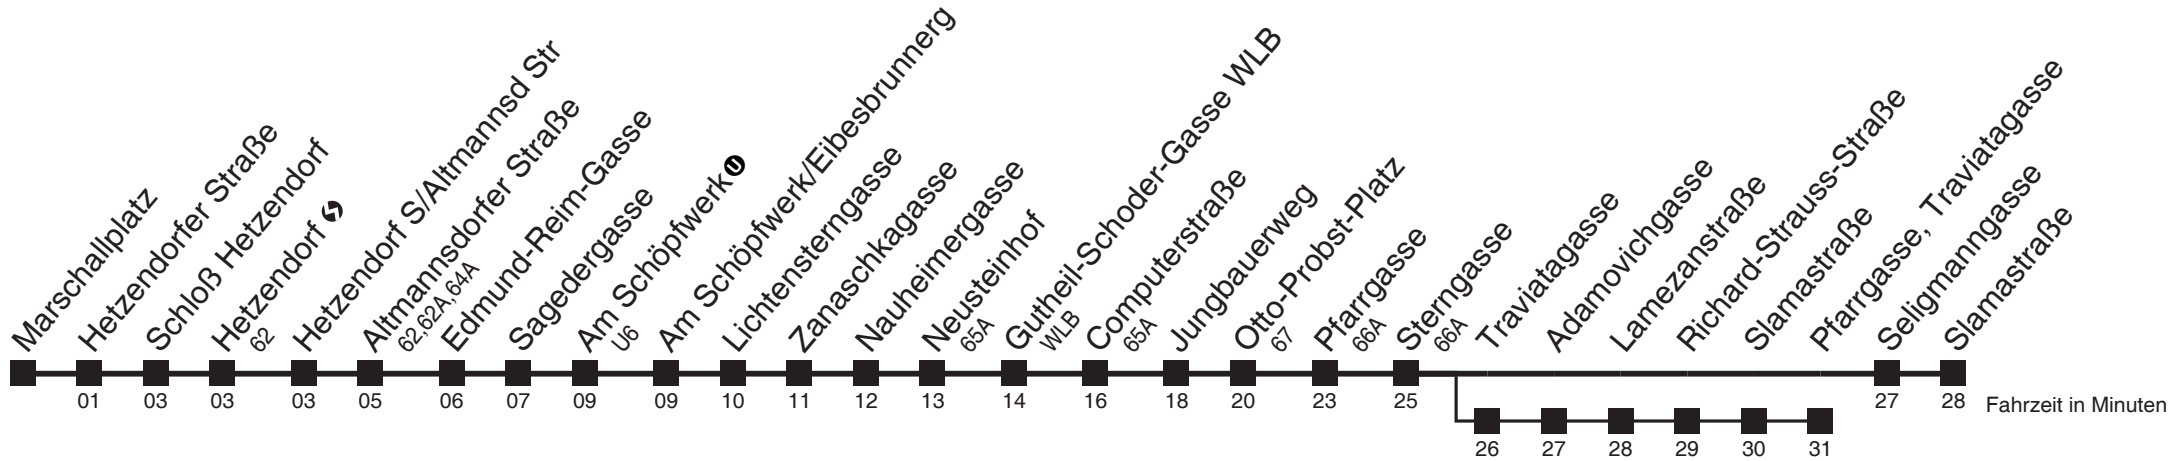 Marschallplatz
Hetzendorfer Straße
Schloß Hetzendorf
Hetzendorf
62
Hetzendorf S/Altmannsd Str
Altmannsdorfer Straße
62,62A,64A
Edmund-Reim-Gasse
Sagedergasse
Am Schöpfwerk U
U6
Am Schöpfwerk/Eibesbrunnerg
Lichtensterngasse
Zanaschkagasse
Nauheimergasse
Neusteinhof
65A
Gutheil-Schoder-Gasse WLB
WLB
Computerstraße
65A
Jungbauerweg
Otto-Probst-Platz
67
Pfarrgasse
66A
Sterngasse
66A
Traviatagasse
Adamovichgasse
Lamezanstraße
Richard-Strauss-Straße
Slamastraße
Pfarrgasse, Traviatagasse
Seligmanngasse
Slamastraße
01 03 03 03 05 06 07 09 09 10 11 12 13 14 16 18 20 23 25 27 28 Fahrzeit in Minuten
26 27 28 29 30 31